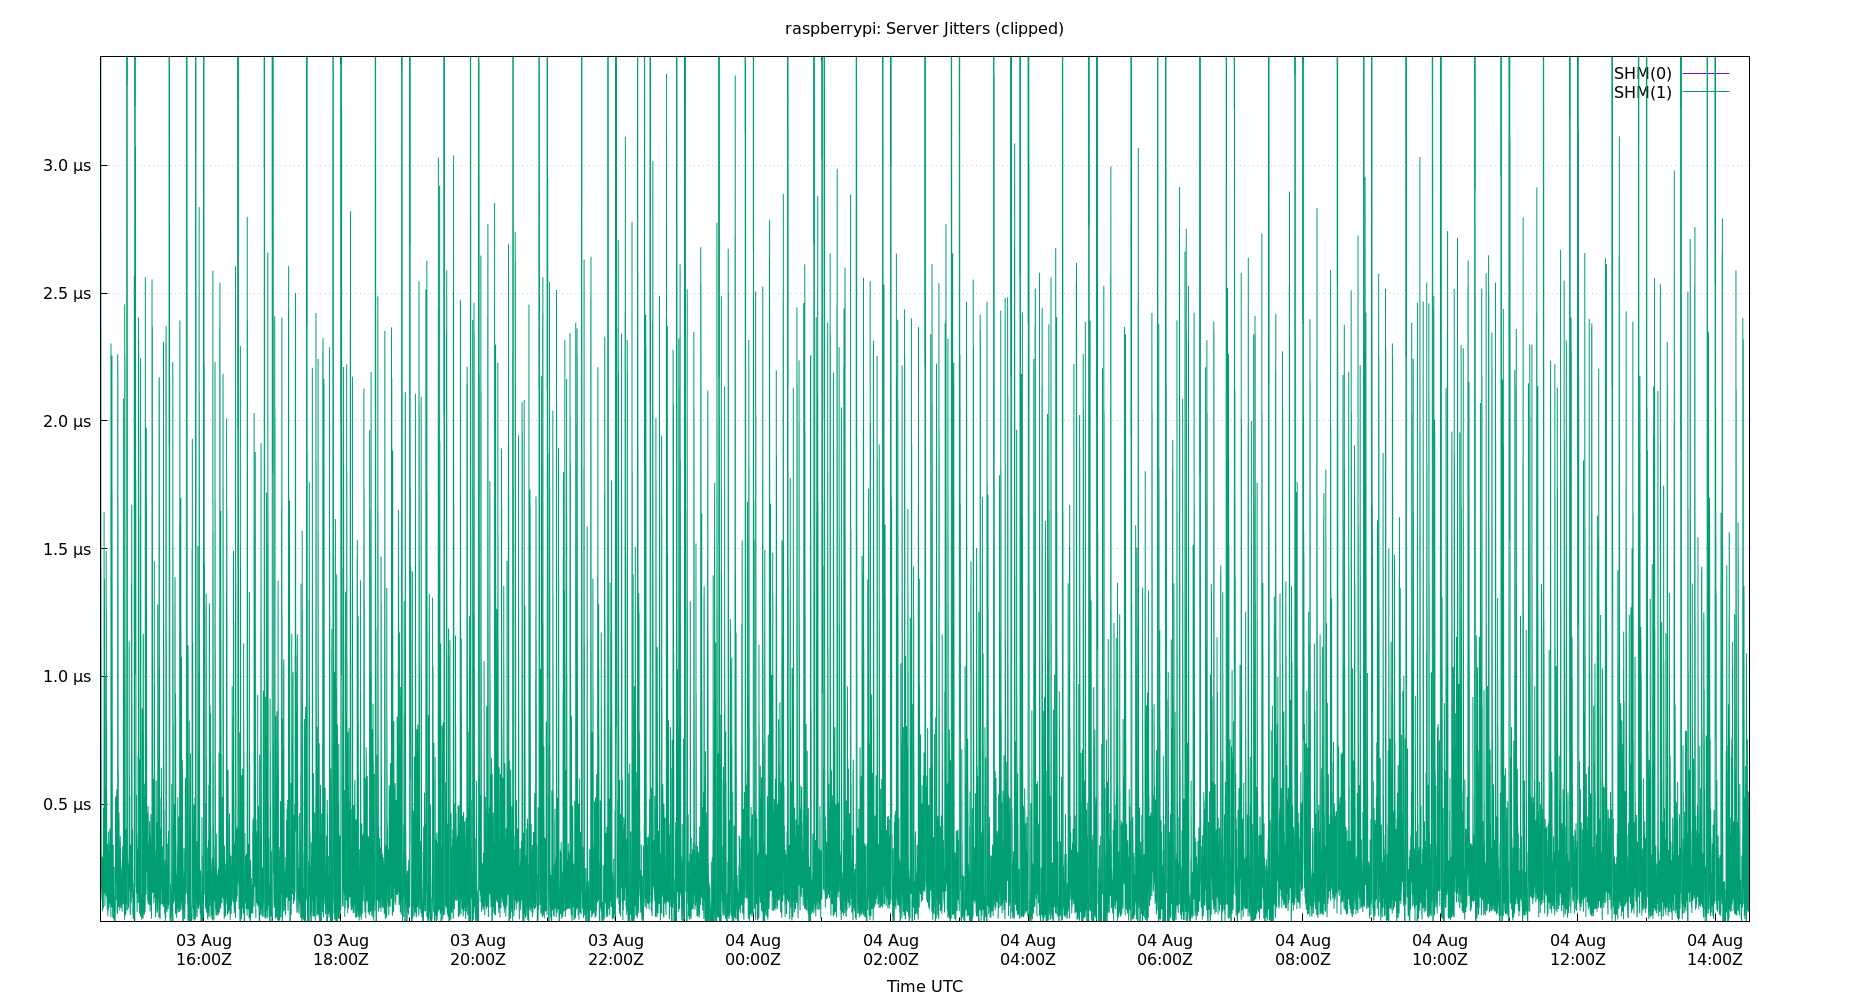 raspberrypi: Server Jitters (clipped)
SHM(0)
SHM(1)
3.0 µs
2.5 µs
2.0 µs
1.5 µs
1.0 µs
0.5 µs
03 Aug 03 Aug 03 Aug 03 Aug 04 Aug 04 Aug 04 Aug 04 Aug 04 Aug 04 Aug 04 Aug 04 Aug
16:00Z 18:00Z 20:00Z 22:00Z 00:00Z 02:00Z 04:00Z 06:00Z 08:00Z 10:00Z 12:00Z 14:00Z
Time UTC